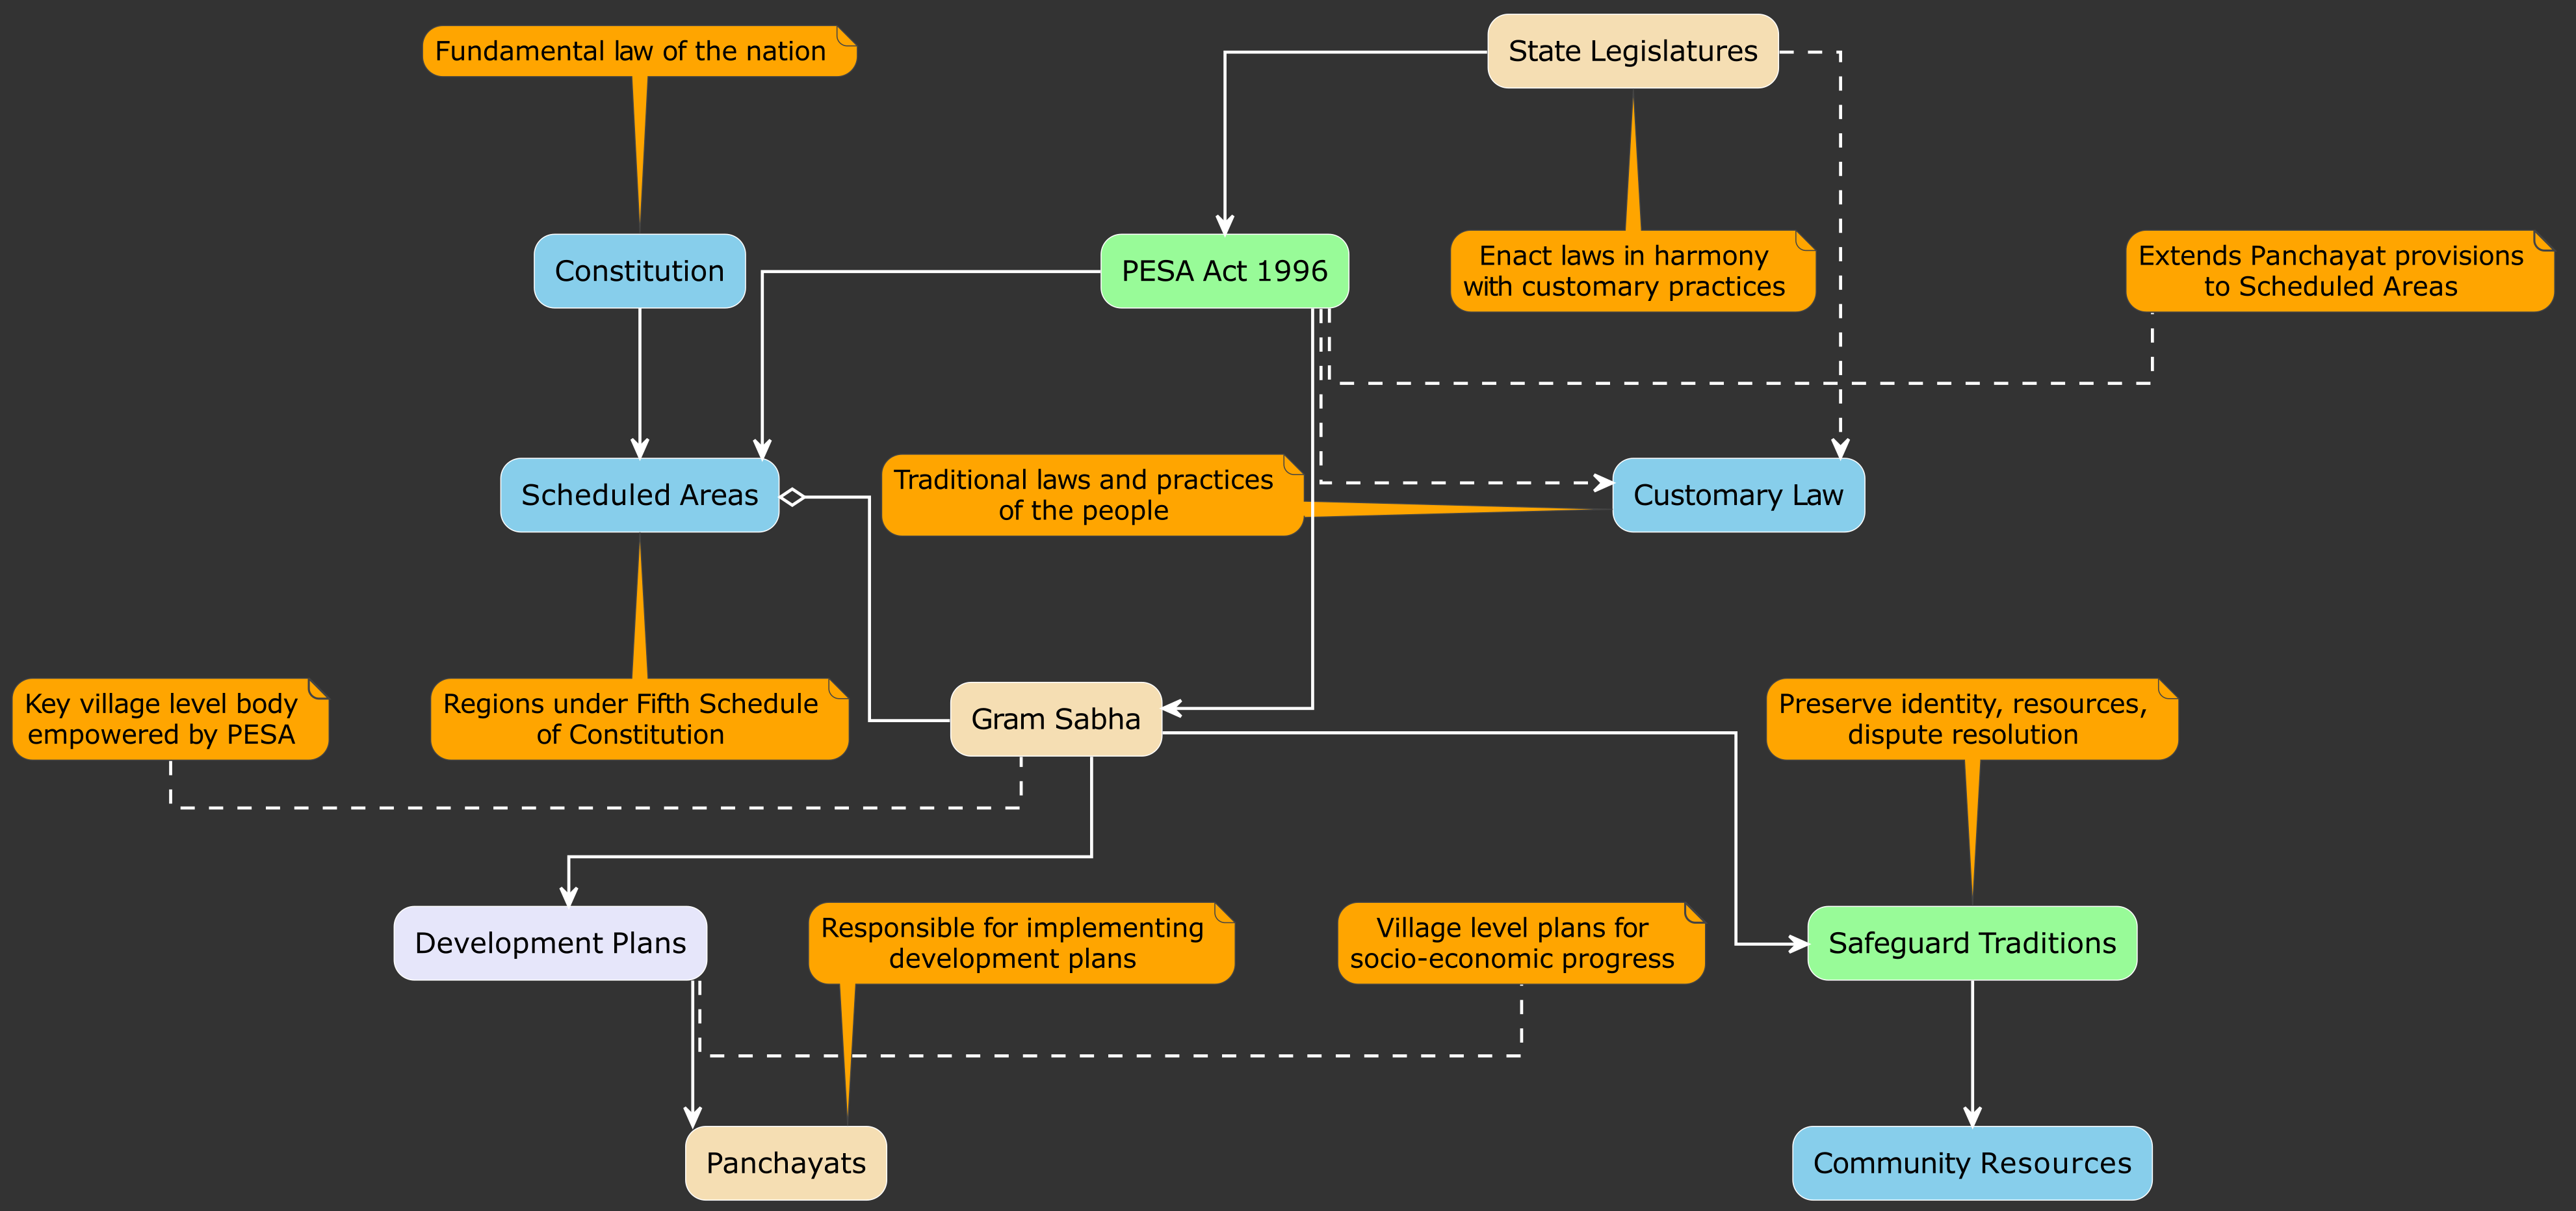 Fundamental law of the nation
State Legislatures
Constitution
PESA Act 1996
Enact laws in harmony
with customary practices
Extends Panchayat provisions
to Scheduled Areas
Scheduled Areas
Traditional laws and practices
of the people
Customary Law
Key village level body
empowered by PESA
Regions under Fifth Schedule
of Constitution
Gram Sabha
Preserve identity, resources,
dispute resolution
Development Plans
Responsible for implementing
development plans
Village level plans for
socio-economic progress
Safeguard Traditions
Panchayats
Community Resources